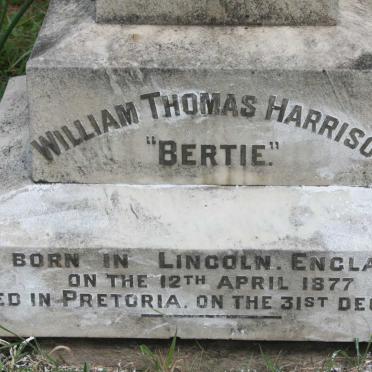 WILLIAM THOMAS HARRISO
"BERTIE."
BORN IN LINCOLN. ENGLA
ON THE 12TH APRIL 1877
ED IN PRETORIA. ON THE 31ST DE